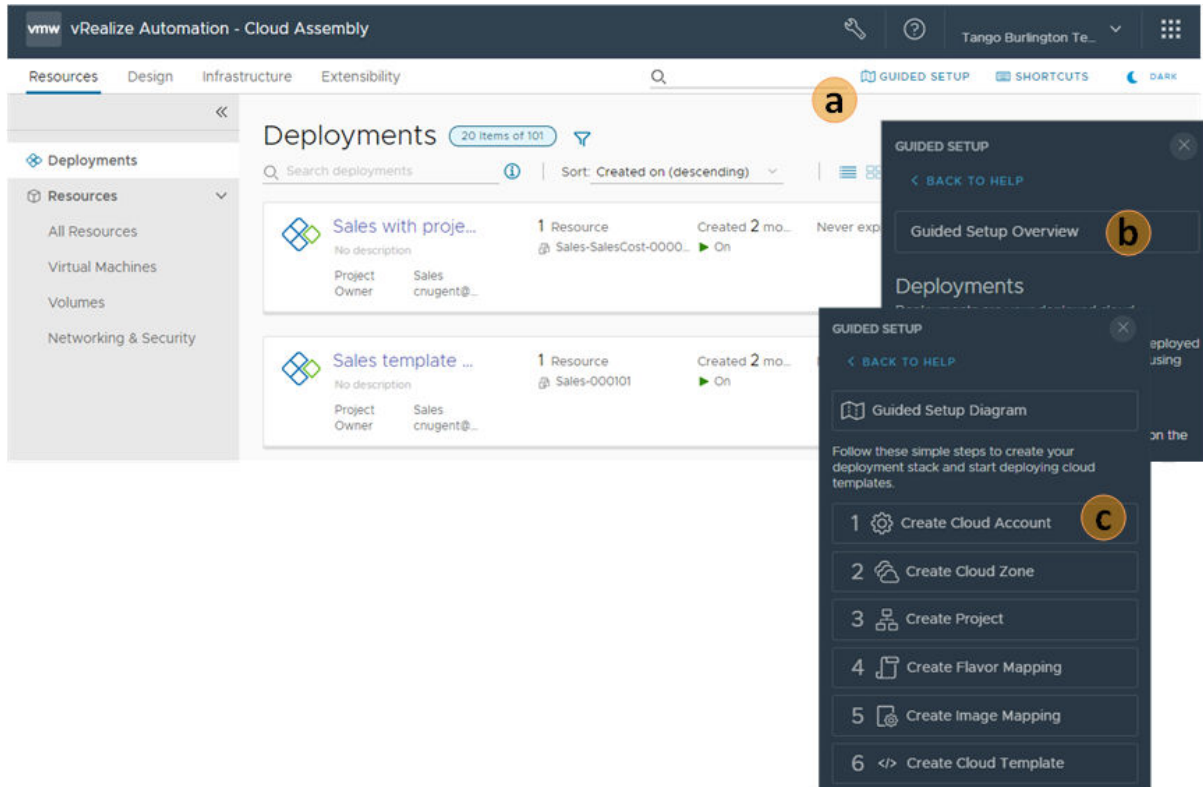 vmw vRealize Automation - Cloud Assembly
Tango Burlington Te...
Resources Design Infrastructure Extensibility
GUIDED SETUP SHORTCUTS DARK
a
Deployments 20 Items of 101
Search deployments Sort: Created on (descending)
Deployments
Resources
All Resources
Virtual Machines
Volumes
Networking & Security
Sales with proje... 1 Resource Created 2 mo... Never exp
No description Sales-SalesCost-0000... On
Project Sales
Owner cnugent@...
Sales template ... 1 Resource Created 2 mo...
No description Sales-000101 On
Project Sales
Owner cnugent@...
GUIDED SETUP
BACK TO HELP
Guided Setup Overview b
Deployments
eployed
using
on the
GUIDED SETUP
BACK TO HELP
Guided Setup Diagram
Follow these simple steps to create your
deployment stack and start deploying cloud
templates.
1 Create Cloud Account c
2 Create Cloud Zone
3 Create Project
4 Create Flavor Mapping
5 Create Image Mapping
6 </> Create Cloud Template